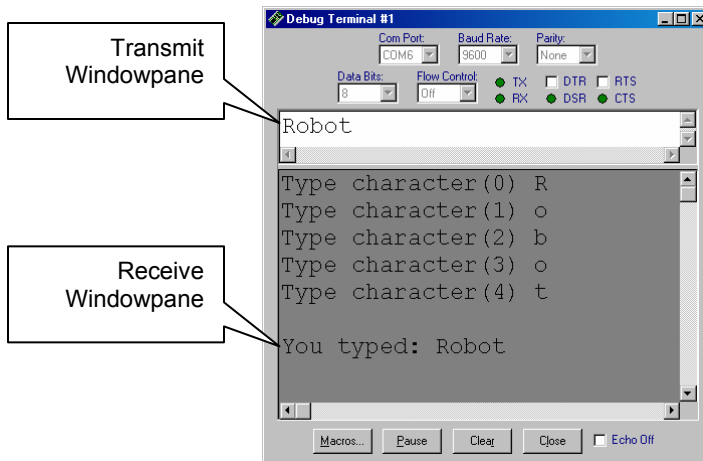 Transmit
Windowpane
Receive
Windowpane
Debug Terminal #1
Com Port: Baud Rate: Parity:
COM6 9600 None
Data Bits: Flow Control: TX DTR RTS
8 Off RX DSR CTS
Robot
Type character(0) R
Type character(1) o
Type character(2) b
Type character(3) o
Type character(4) t
You typed: Robot
Macros... Pause Clear Close Echo Off